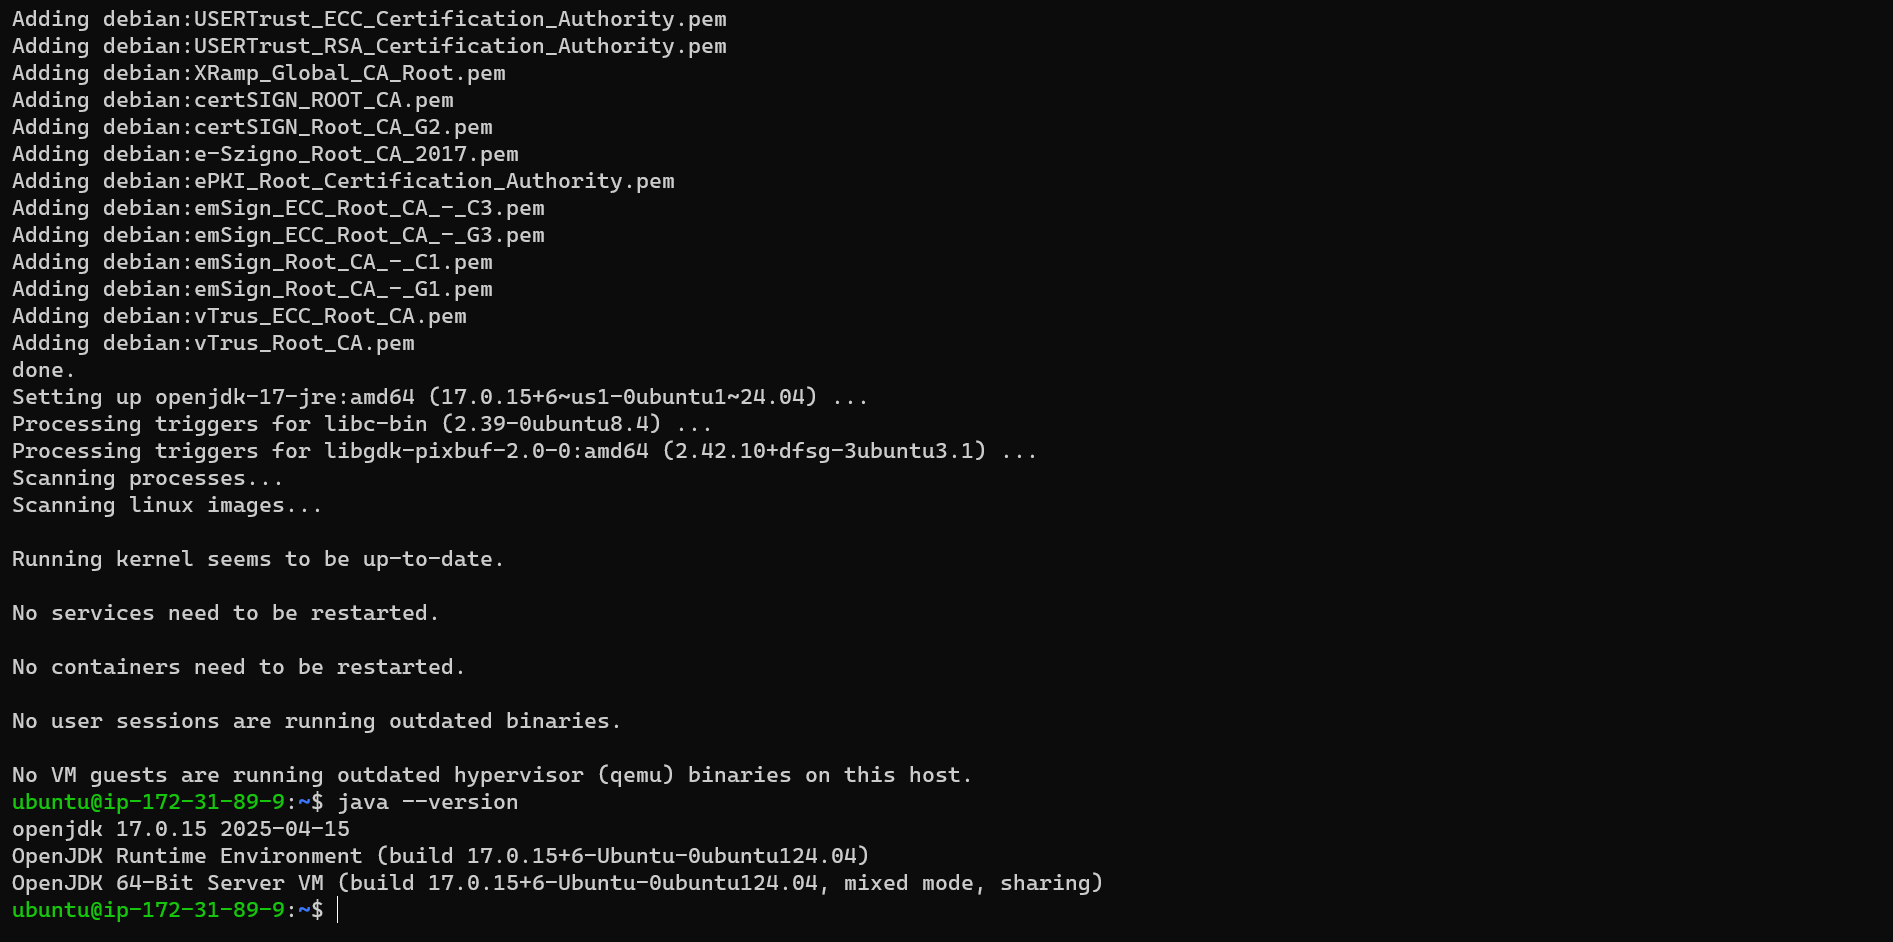 Adding debian:USERTrust_ECC_Certification_Authority.pem
Adding debian:USERTrust_RSA_Certification_Authority.pem
Adding debian:XRamp_Global_CA_Root.pem
Adding debian:certSIGN_ROOT_CA.pem
Adding debian:certSIGN_Root_CA_G2.pem
Adding debian:e-Szigno_Root_CA_2017.pem
Adding debian:ePKI_Root_Certification_Authority.pem
Adding debian:emSign_ECC_Root_CA_-_C3.pem
Adding debian:emSign_ECC_Root_CA_-_G3.pem
Adding debian:emSign_Root_CA_-_C1.pem
Adding debian:emSign_Root_CA_-_G1.pem
Adding debian:vTrus_ECC_Root_CA.pem
Adding debian:vTrus_Root_CA.pem
done.
Setting up openjdk-17-jre:amd64 (17.0.15+6~us1-0ubuntu1~24.04) ...
Processing triggers for libc-bin (2.39-0ubuntu8.4) ...
Processing triggers for libgdk-pixbuf-2.0-0:amd64 (2.42.10+dfsg-3ubuntu3.1) ...
Scanning processes...
Scanning linux images...
Running kernel seems to be up-to-date.
No services need to be restarted.
No containers need to be restarted.
No user sessions are running outdated binaries.
No VM guests are running outdated hypervisor (qemu) binaries on this host.
ubuntu@ip-172-31-89-9:~$ java --version
openjdk 17.0.15 2025-04-15
OpenJDK Runtime Environment (build 17.0.15+6-Ubuntu-0ubuntu124.04)
OpenJDK 64-Bit Server VM (build 17.0.15+6-Ubuntu-0ubuntu124.04, mixed mode, sharing)
ubuntu@ip-172-31-89-9:~$